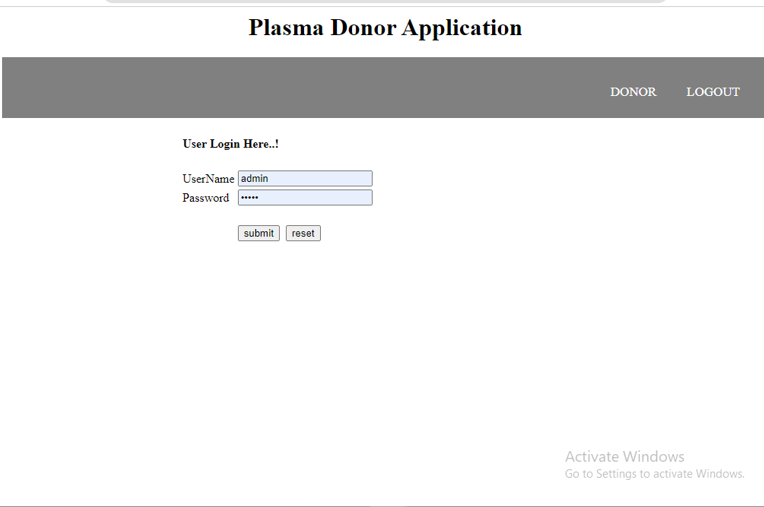 Plasma Donor Application
DONOR LOGOUT
User Login Here..!
UserName admin
Password •••••
submit reset
Activate Windows
Go to Settings to activate Windows.